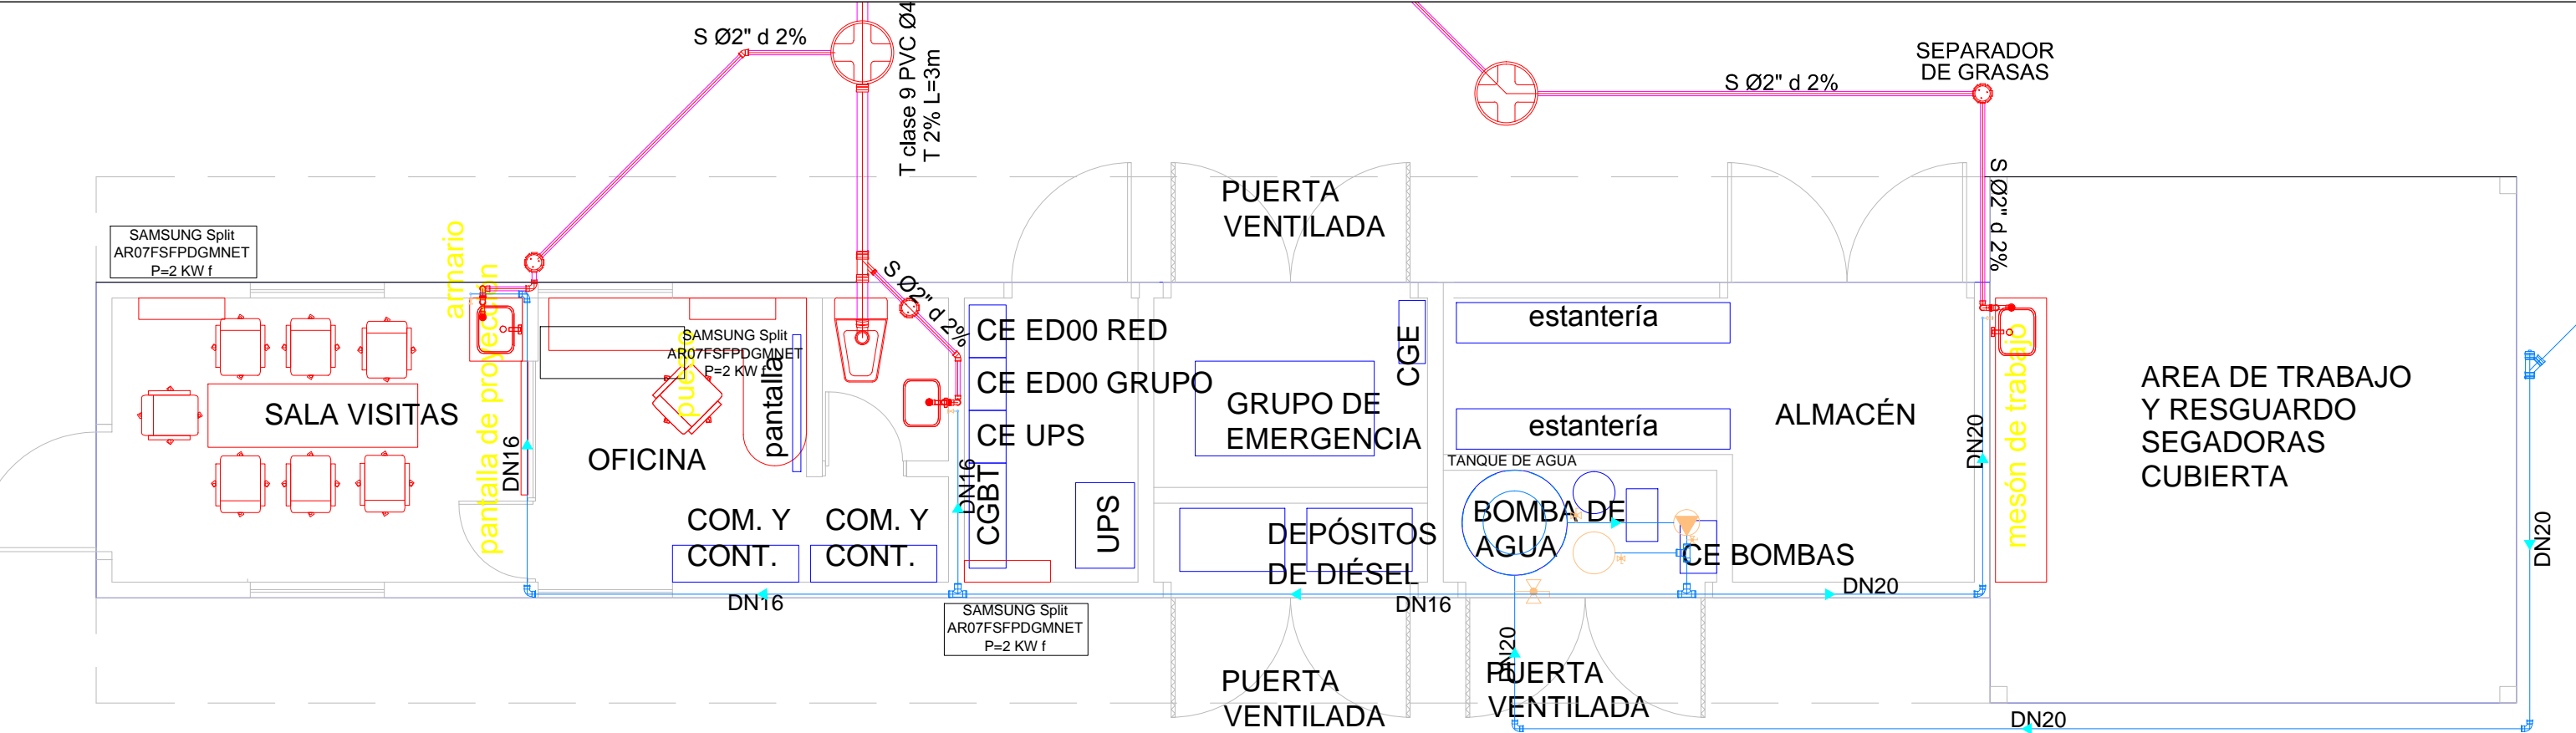 S Ø2" d 2%
T clase 9 PVC Ø4
T 2% L=3m
SEPARADOR
DE GRASAS
S Ø2" d 2%
S Ø2" d 2%
PUERTA
VENTILADA
SAMSUNG Split
AR07FSFPDGMNET
P=2 KW f
armario
pantalla de proyección
S Ø2" d 2%
SALA VISITAS
DN16
OFICINA
SAMSUNG Split
AR07FSFPDGMNET
P=2 KW f
puesto
pantalla
COM. Y
CONT.
COM. Y
CONT.
DN16
CE ED00 RED
CE ED00 GRUPO
CE UPS
CGBT
DN16
UPS
SAMSUNG Split
AR07FSFPDGMNET
P=2 KW f
CGE
GRUPO DE
EMERGENCIA
DEPÓSITOS
DE DIÉSEL
DN16
PUERTA
VENTILADA
estantería
estantería
ALMACÉN
TANQUE DE AGUA
BOMBA DE
AGUA
CE BOMBAS
DN20
DN20
DN20
PUERTA
VENTILADA
mesón de trabajo
AREA DE TRABAJO
Y RESGUARDO
SEGADORAS
CUBIERTA
DN20
DN20